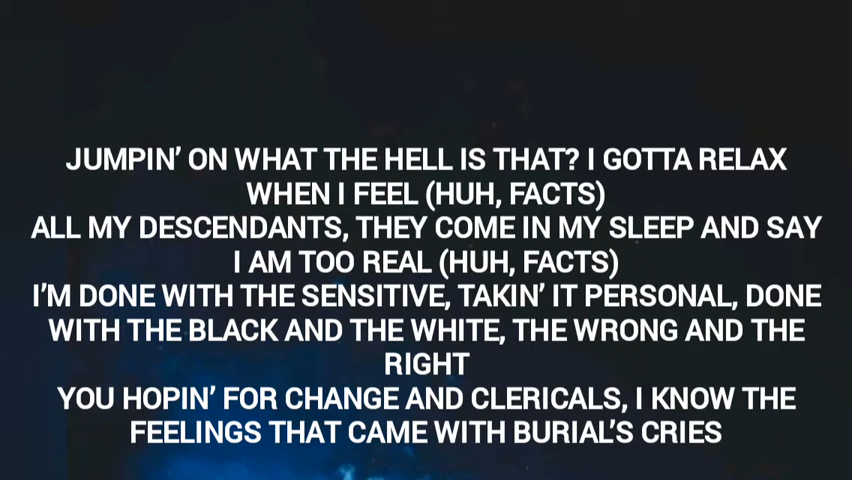 JUMPIN’ ON WHAT THE HELL IS THAT? I GOTTA RELAX
WHEN I FEEL (HUH, FACTS)
ALL MY DESCENDANTS, THEY COME IN MY SLEEP AND SAY
I AM TOO REAL (HUH, FACTS)
I’M DONE WITH THE SENSITIVE, TAKIN’ IT PERSONAL, DONE
WITH THE BLACK AND THE WHITE, THE WRONG AND THE
RIGHT
YOU HOPIN’ FOR CHANGE AND CLERICALS, I KNOW THE
FEELINGS THAT CAME WITH BURIAL’S CRIES